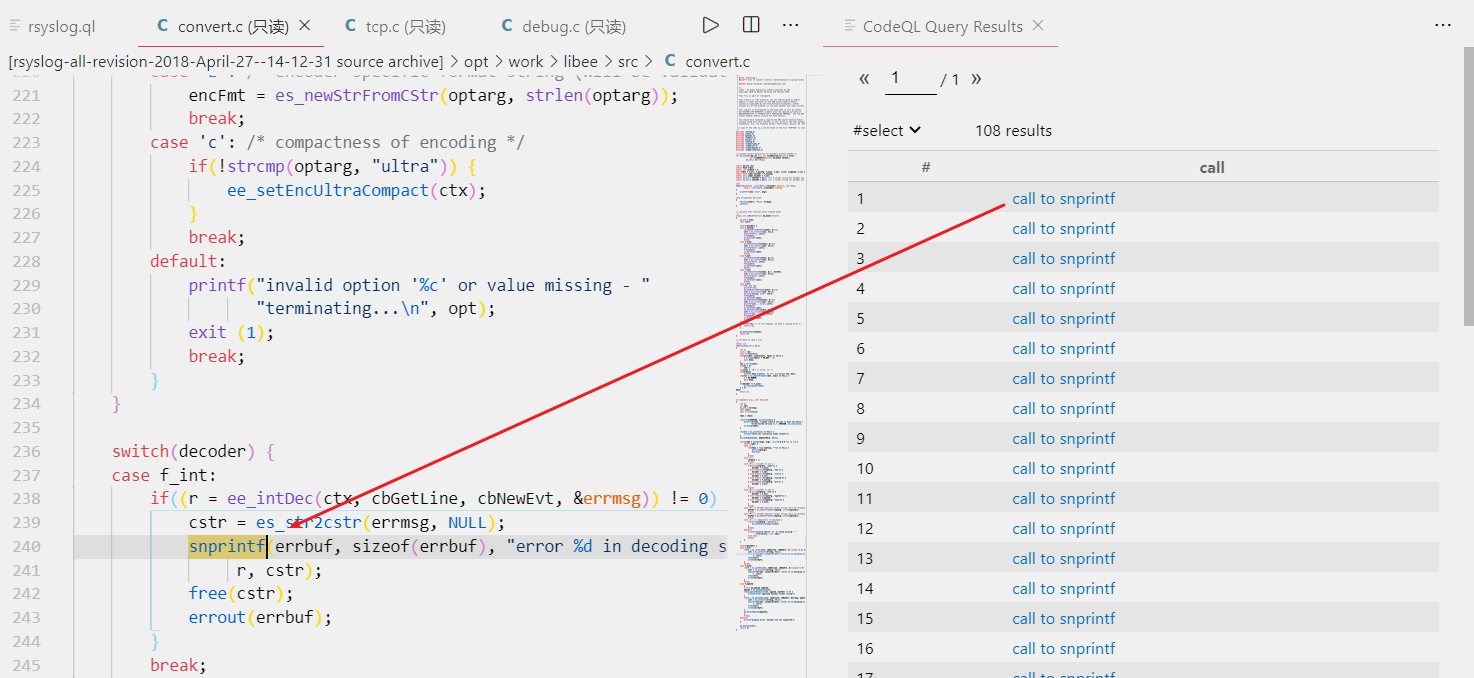 rsyslog.ql
C convert.c (只读)
C tcp.c (只读)
C debug.c (只读)
CodeQL Query Results
[rsyslog-all-revision-2018-April-27--14-12-31 source archive] > opt > work > libee > src > C convert.c
221 encFmt = es_newStrFromCStr(optarg, strlen(optarg));
222 break;
223 case 'c': /* compactness of encoding */
224 if(!strcmp(optarg, "ultra")) {
225 ee_setEncUltraCompact(ctx);
226 }
227 break;
228 default:
229 printf("invalid option '%c' or value missing - "
230 "terminating...\n", opt);
231 exit (1);
232 break;
233 }
234 }
235
236 switch(decoder) {
237 case f_int:
238 if((r = ee_intDec(ctx, cbGetLine, cbNewEvt, &errmsg)) != 0)
239 cstr = es_str2cstr(errmsg, NULL);
240 snprintf(errbuf, sizeof(errbuf), "error %d in decoding s
241 r, cstr);
242 free(cstr);
243 errout(errbuf);
244 }
245 break;
« 1 / 1 »
#select
108 results
# call
1 call to snprintf
2 call to snprintf
3 call to snprintf
4 call to snprintf
5 call to snprintf
6 call to snprintf
7 call to snprintf
8 call to snprintf
9 call to snprintf
10 call to snprintf
11 call to snprintf
12 call to snprintf
13 call to snprintf
14 call to snprintf
15 call to snprintf
16 call to snprintf
17 call to snprintf